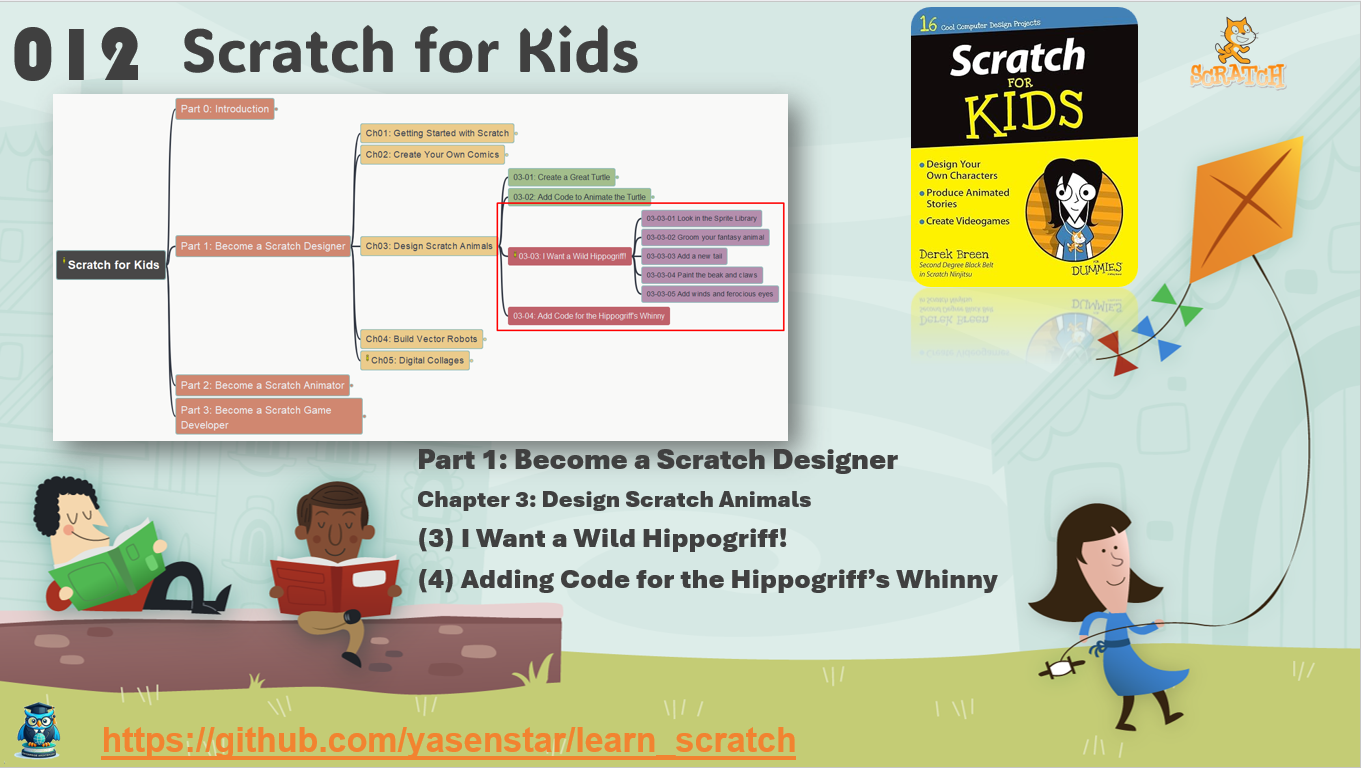 012 Scratch for Kids
Scratch for Kids
Part 0: Introduction
Part 1: Become a Scratch Designer
Ch01: Getting Started with Scratch
Ch02: Create Your Own Comics
Ch03: Design Scratch Animals
03-01: Create a Great Turtle
03-02: Add Code to Animate the Turtle
03-03: I Want a Wild Hippogriff!
03-03-01 Look in the Sprite Library
03-03-02 Groom your fantasy animal
03-03-03 Add a new tail
03-03-04 Paint the beak and claws
03-03-05 Add winds and ferocious eyes
03-04: Add Code for the Hippogriff's Whinny
Ch04: Build Vector Robots
Ch05: Digital Collages
Part 2: Become a Scratch Animator
Part 3: Become a Scratch Game
Developer
16 Cool Computer Design Projects
Scratch
FOR
KIDS
Design Your
Own Characters
Produce Animated
Stories
Create Videogames
Derek Breen
Second Degree Black Belt
in Scratch Ninjitsu
FOR
DUMMIES
SCRATCH
Part 1: Become a Scratch Designer
Chapter 3: Design Scratch Animals
(3) I Want a Wild Hippogriff!
(4) Adding Code for the Hippogriff’s Whinny
https://github.com/yasenstar/learn_scratch